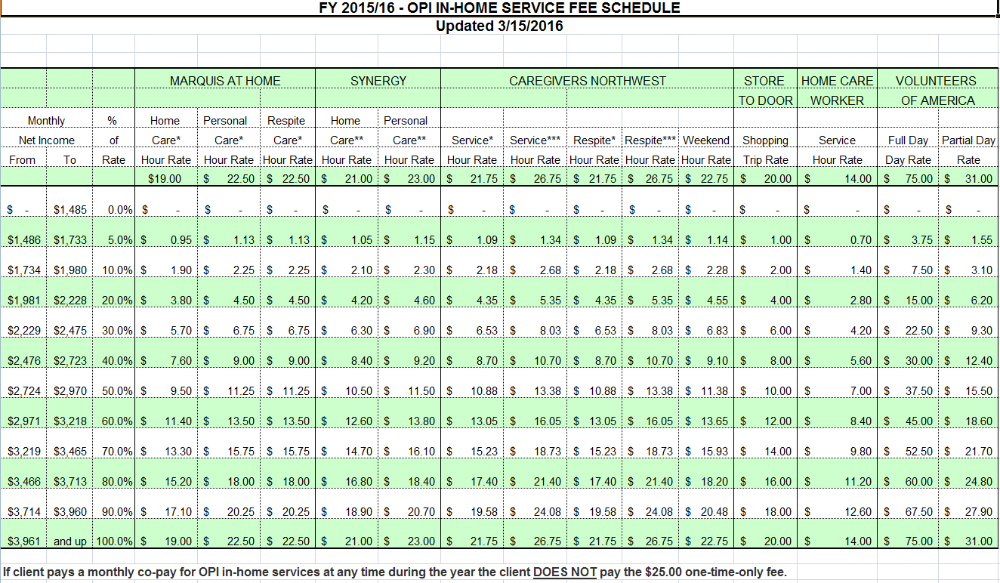 FY 2015/16 - OPI IN-HOME SERVICE FEE SCHEDULE
Updated 3/15/2016
MARQUIS AT HOME SYNERGY CAREGIVERS NORTHWEST STORE HOME CARE VOLUNTEERS
TO DOOR WORKER OF AMERICA
Monthly % Home Personal Respite Home Personal
Net Income of Care* Care* Care* Care** Care** Service* Service*** Respite* Respite*** Weekend Shopping Service Full Day Partial Day
From To Rate Hour Rate Hour Rate Hour Rate Hour Rate Hour Rate Hour Rate Hour Rate Hour Rate Hour Rate Hour Rate Trip Rate Hour Rate Day Rate Rate
$19.00 $ 22.50 $ 22.50 $ 21.00 $ 23.00 $ 21.75 $ 26.75 $ 21.75 $ 26.75 $ 22.75 $ 20.00 $ 14.00 $ 75.00 $ 31.00
$ - $1,485 0.0% $ - $ - $ - $ - $ - $ - $ - $ - $ - $ - $ - $ - $ - $ -
$1,486 $1,733 5.0% $ 0.95 $ 1.13 $ 1.13 $ 1.05 $ 1.15 $ 1.09 $ 1.34 $ 1.09 $ 1.34 $ 1.14 $ 1.00 $ 0.70 $ 3.75 $ 1.55
$1,734 $1,980 10.0% $ 1.90 $ 2.25 $ 2.25 $ 2.10 $ 2.30 $ 2.18 $ 2.68 $ 2.18 $ 2.68 $ 2.28 $ 2.00 $ 1.40 $ 7.50 $ 3.10
$1,981 $2,228 20.0% $ 3.80 $ 4.50 $ 4.50 $ 4.20 $ 4.60 $ 4.35 $ 5.35 $ 4.35 $ 5.35 $ 4.55 $ 4.00 $ 2.80 $ 15.00 $ 6.20
$2,229 $2,475 30.0% $ 5.70 $ 6.75 $ 6.75 $ 6.30 $ 6.90 $ 6.53 $ 8.03 $ 6.53 $ 8.03 $ 6.83 $ 6.00 $ 4.20 $ 22.50 $ 9.30
$2,476 $2,723 40.0% $ 7.60 $ 9.00 $ 9.00 $ 8.40 $ 9.20 $ 8.70 $ 10.70 $ 8.70 $ 10.70 $ 9.10 $ 8.00 $ 5.60 $ 30.00 $ 12.40
$2,724 $2,970 50.0% $ 9.50 $ 11.25 $ 11.25 $ 10.50 $ 11.50 $ 10.88 $ 13.38 $ 10.88 $ 13.38 $ 11.38 $ 10.00 $ 7.00 $ 37.50 $ 15.50
$2,971 $3,218 60.0% $ 11.40 $ 13.50 $ 13.50 $ 12.60 $ 13.80 $ 13.05 $ 16.05 $ 13.05 $ 16.05 $ 13.65 $ 12.00 $ 8.40 $ 45.00 $ 18.60
$3,219 $3,465 70.0% $ 13.30 $ 15.75 $ 15.75 $ 14.70 $ 16.10 $ 15.23 $ 18.73 $ 15.23 $ 18.73 $ 15.93 $ 14.00 $ 9.80 $ 52.50 $ 21.70
$3,466 $3,713 80.0% $ 15.20 $ 18.00 $ 18.00 $ 16.80 $ 18.40 $ 17.40 $ 21.40 $ 17.40 $ 21.40 $ 18.20 $ 16.00 $ 11.20 $ 60.00 $ 24.80
$3,714 $3,960 90.0% $ 17.10 $ 20.25 $ 20.25 $ 18.90 $ 20.70 $ 19.58 $ 24.08 $ 19.58 $ 24.08 $ 20.48 $ 18.00 $ 12.60 $ 67.50 $ 27.90
$3,961 and up 100.0% $ 19.00 $ 22.50 $ 22.50 $ 21.00 $ 23.00 $ 21.75 $ 26.75 $ 21.75 $ 26.75 $ 22.75 $ 20.00 $ 14.00 $ 75.00 $ 31.00
If client pays a monthly co-pay for OPI in-home services at any time during the year the client DOES NOT pay the $25.00 one-time-only fee.